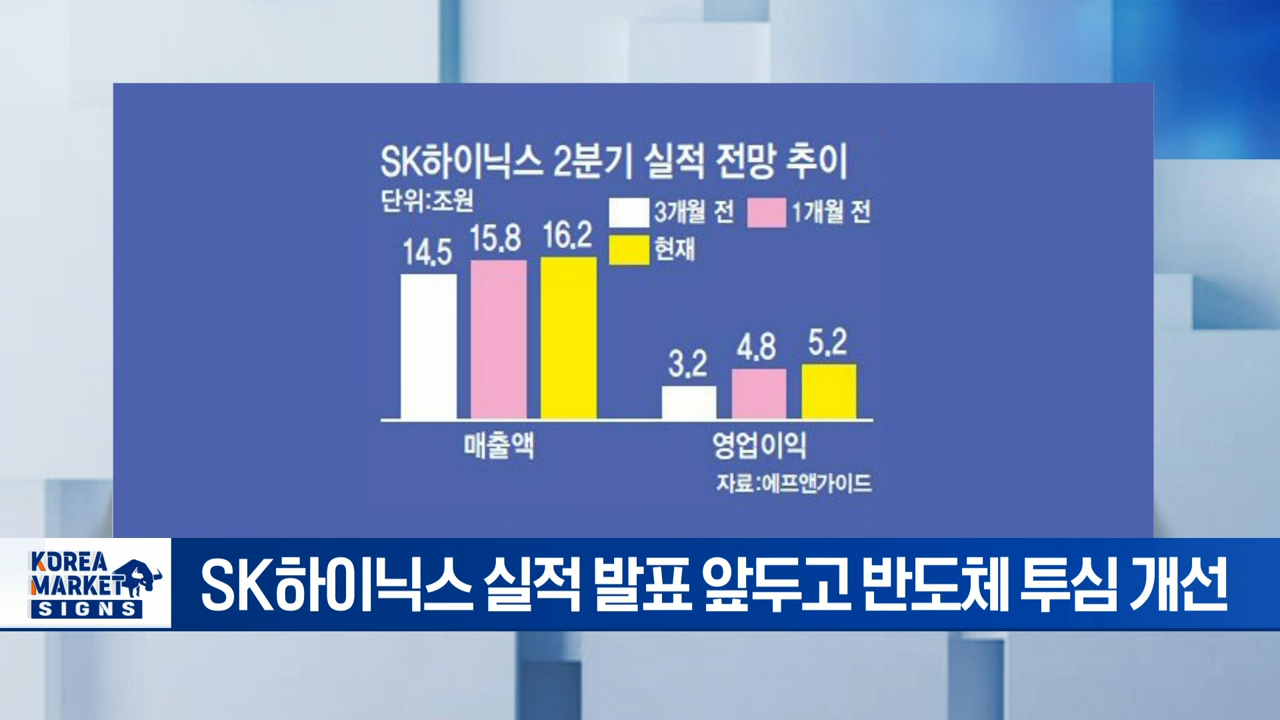 SK하이닉스 2분기 실적 전망 추이
단위:조원
3개월 전 1개월 전
현재
14.5 15.8 16.2
3.2 4.8 5.2
매출액 영업이익
자료:에프앤가이드
KOREA
MARKET
SIGNS
SK하이닉스 실적 발표 앞두고 반도체 투심 개선